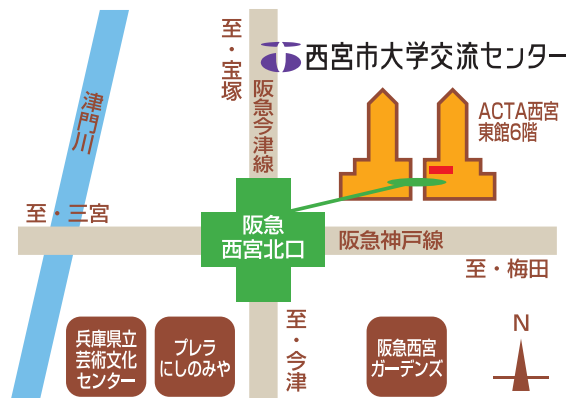 至・宝塚
西宮市大学交流センター
津門川
阪急今津線
ACTA西宮
東館6階
至・三宮
阪急
西宮北口
阪急神戸線
至・梅田
兵庫県立
芸術文化
センター
プレラ
にしのみや
至・今津
阪急西宮
ガーデンズ
N